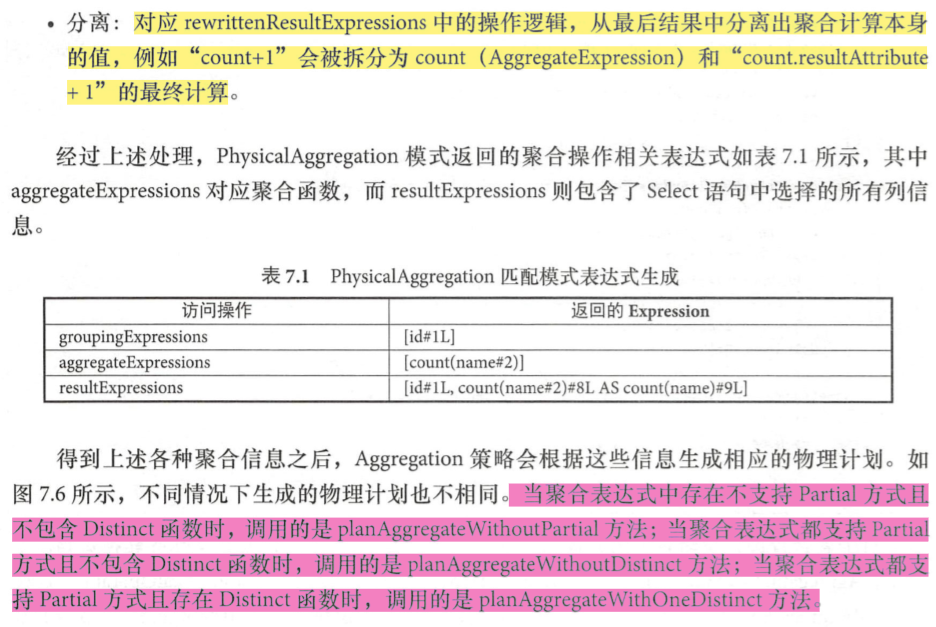 • 分离：对应 rewrittenResultExpressions 中的操作逻辑，从最后结果中分离出聚合计算本身
的值，例如“count+1”会被拆分为 count（AggregateExpression）和“count.resultAttribute
+ 1”的最终计算。
经过上述处理，PhysicalAggregation 模式返回的聚合操作相关表达式如表 7.1 所示，其中
aggregateExpressions 对应聚合函数，而 resultExpressions 则包含了 Select 语句中选择的所有列信
息。
表 7.1 PhysicalAggregation 匹配模式表达式生成
访问操作 返回的 Expression
groupingExpressions [id#1L]
aggregateExpressions [count(name#2)]
resultExpressions [id#1L, count(name#2)#8L AS count(name)#9L]
得到上述各种聚合信息之后，Aggregation 策略会根据这些信息生成相应的物理计划。如
图 7.6 所示，不同情况下生成的物理计划也不相同。当聚合表达式中存在不支持 Partial 方式且
不包含 Distinct 函数时，调用的是 planAggregateWithoutPartial 方法；当聚合表达式都支持 Partial
方式且不包含 Distinct 函数时，调用的是 planAggregateWithoutDistinct 方法；当聚合表达式都支
持 Partial 方式且存在 Distinct 函数时，调用的是 planAggregateWithOneDistinct 方法。